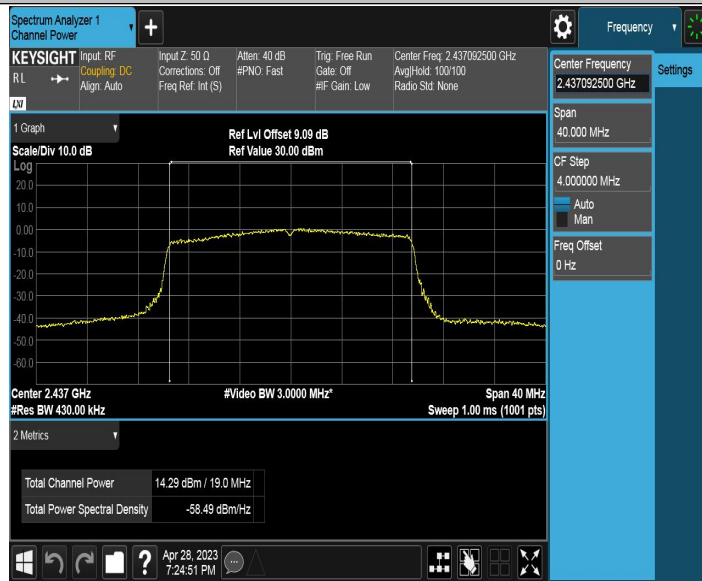 Spectrum Analyzer 1
Channel Power
+
Frequency
KEYSIGHT
RL
LXI
Input: RF
Coupling: DC
Align: Auto
Input Z: 50 Ω
Corrections: Off
Freq Ref: Int (S)
Atten: 40 dB
#PNO: Fast
Trig: Free Run
Gate: Off
#IF Gain: Low
Center Freq: 2.437092500 GHz
Avg|Hold: 100/100
Radio Std: None
Center Frequency
2.437092500 GHz
Settings
Span
40.000 MHz
CF Step
4.000000 MHz
Auto
Man
Freq Offset
0 Hz
1 Graph
Scale/Div 10.0 dB
Ref Lvl Offset 9.09 dB
Ref Value 30.00 dBm
Log
20.0
10.0
0.00
-10.0
-20.0
-30.0
-40.0
-50.0
-60.0
Center 2.437 GHz
#Video BW 3.0000 MHz*
Span 40 MHz
#Res BW 430.00 kHz
Sweep 1.00 ms (1001 pts)
2 Metrics
Total Channel Power 14.29 dBm / 19.0 MHz
Total Power Spectral Density -58.49 dBm/Hz
?
Apr 28, 2023
7:24:51 PM